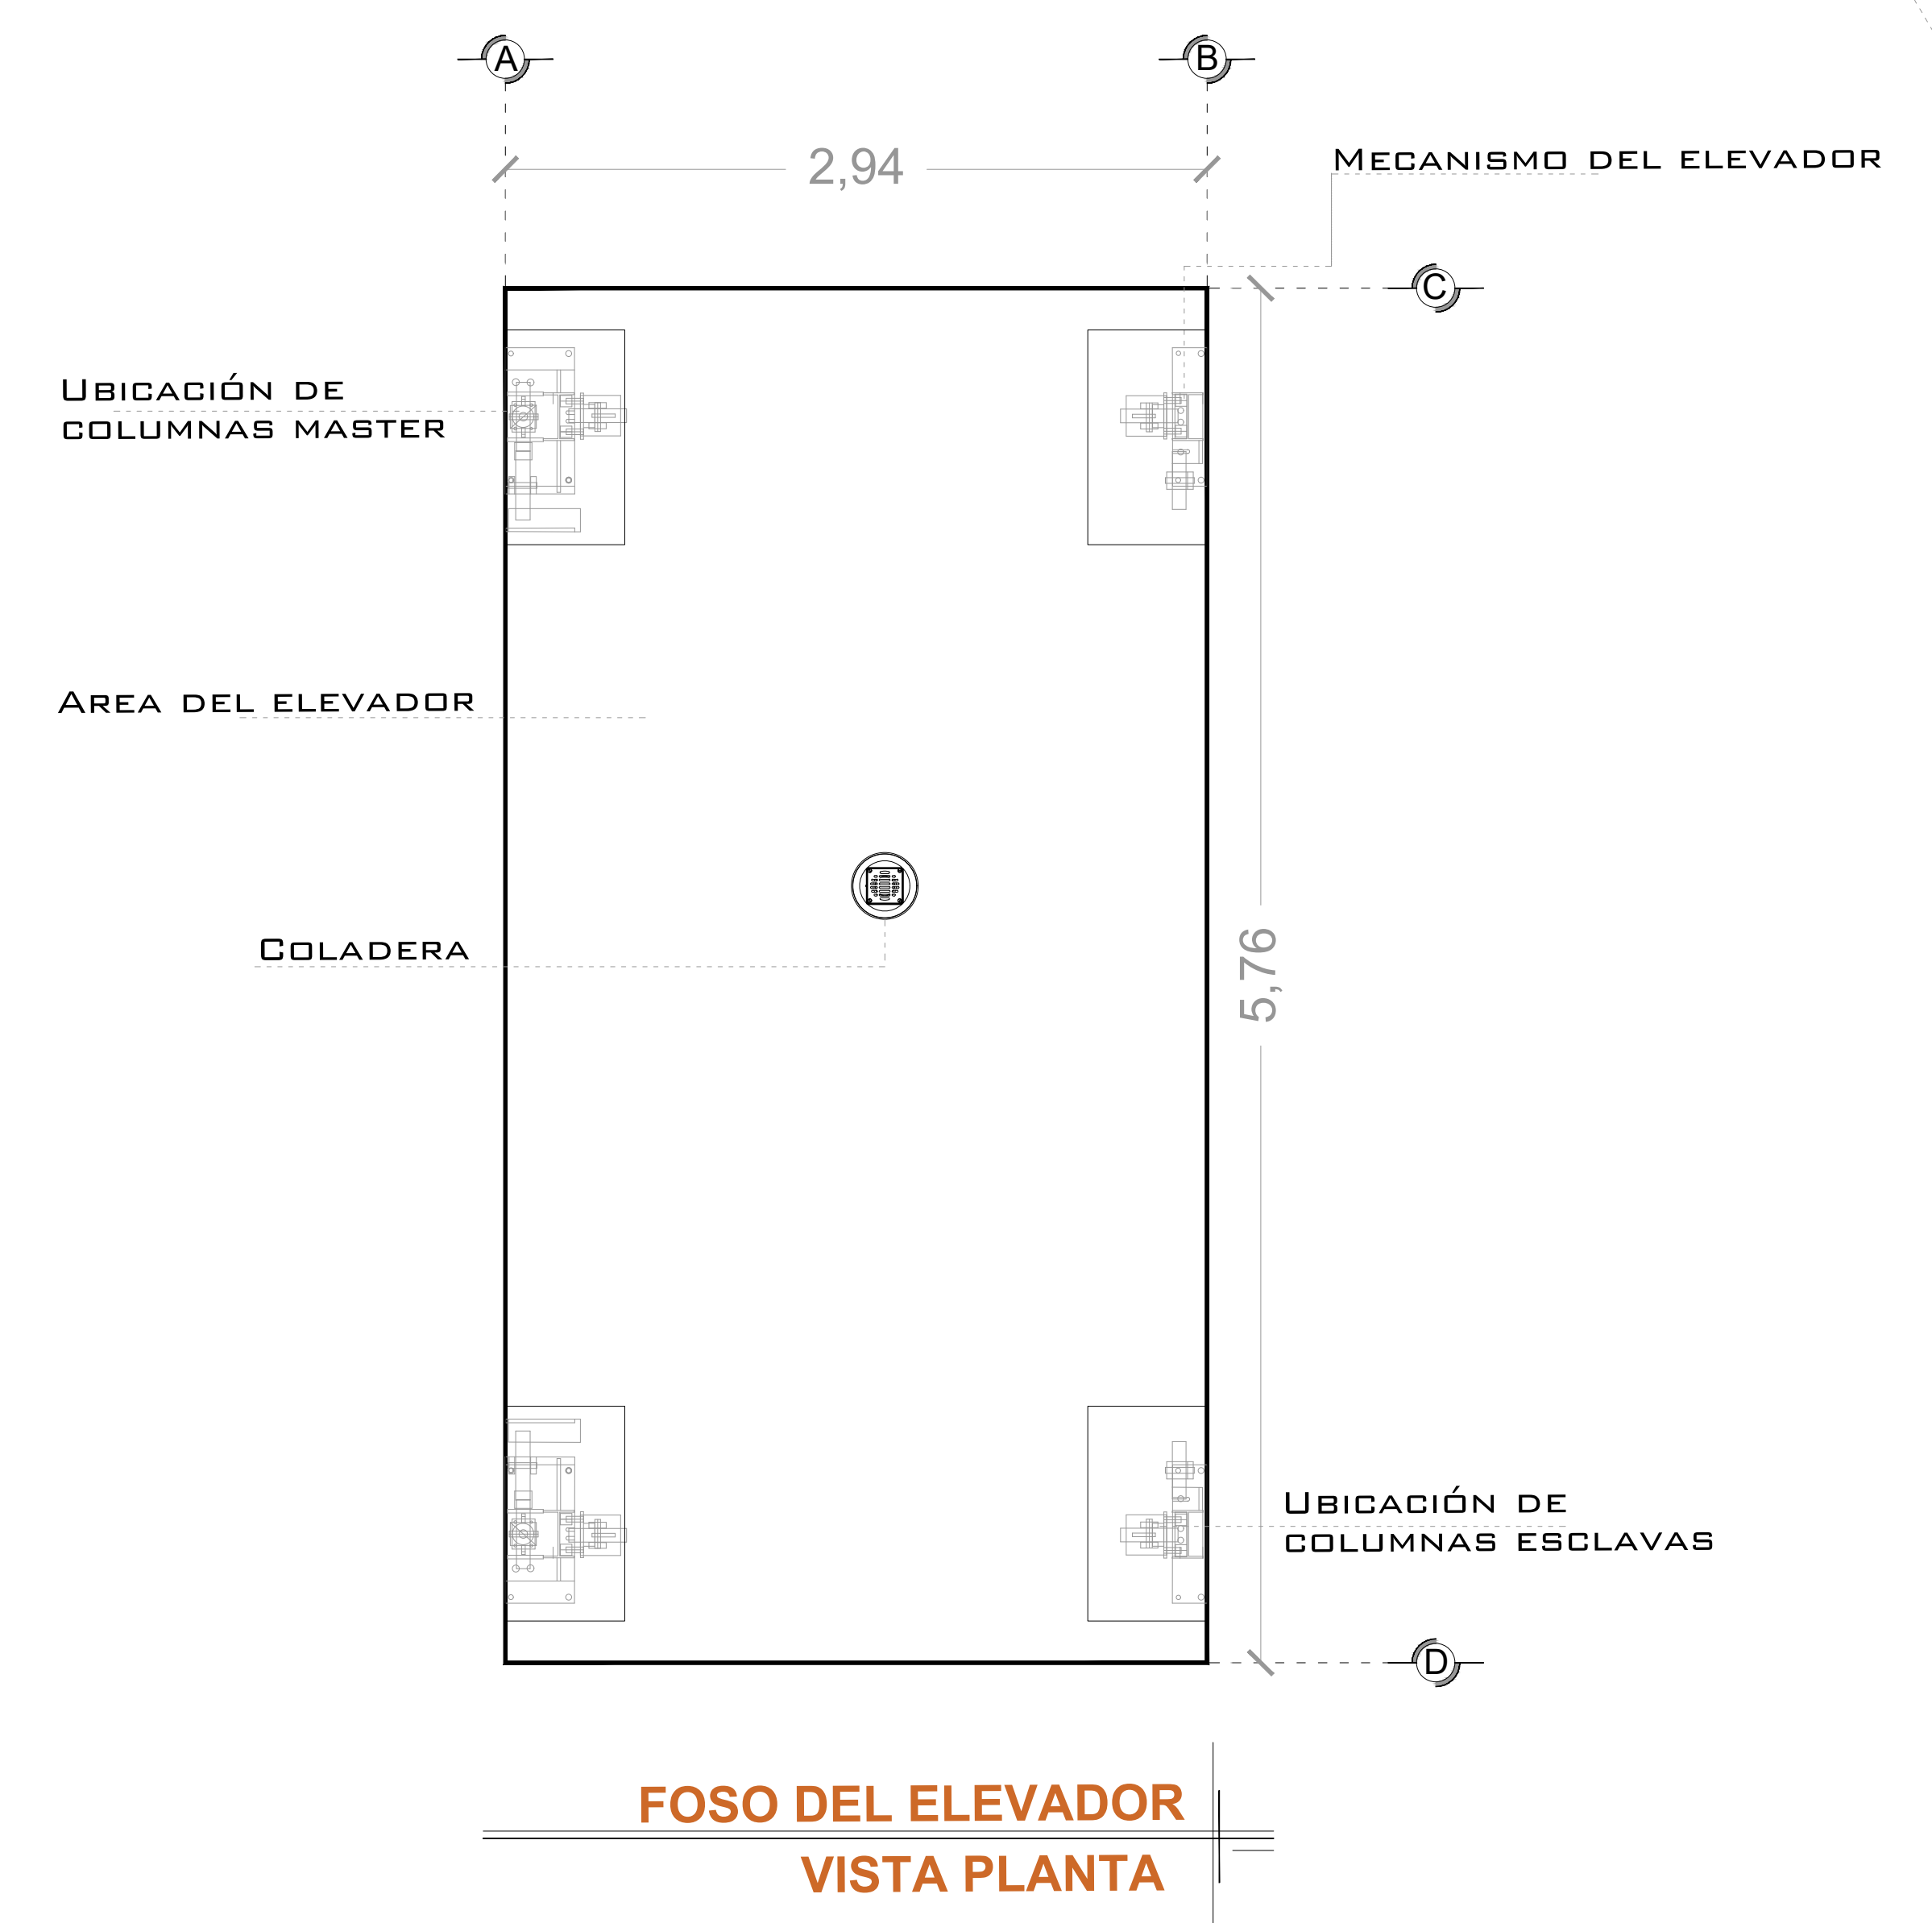 A
B
2,94
Mecanismo del elevador
C
Ubicación de
columnas master
Area del elevador
Coladera
5,76
Ubicación de
columnas esclavas
D
FOSO DEL ELEVADOR
VISTA PLANTA